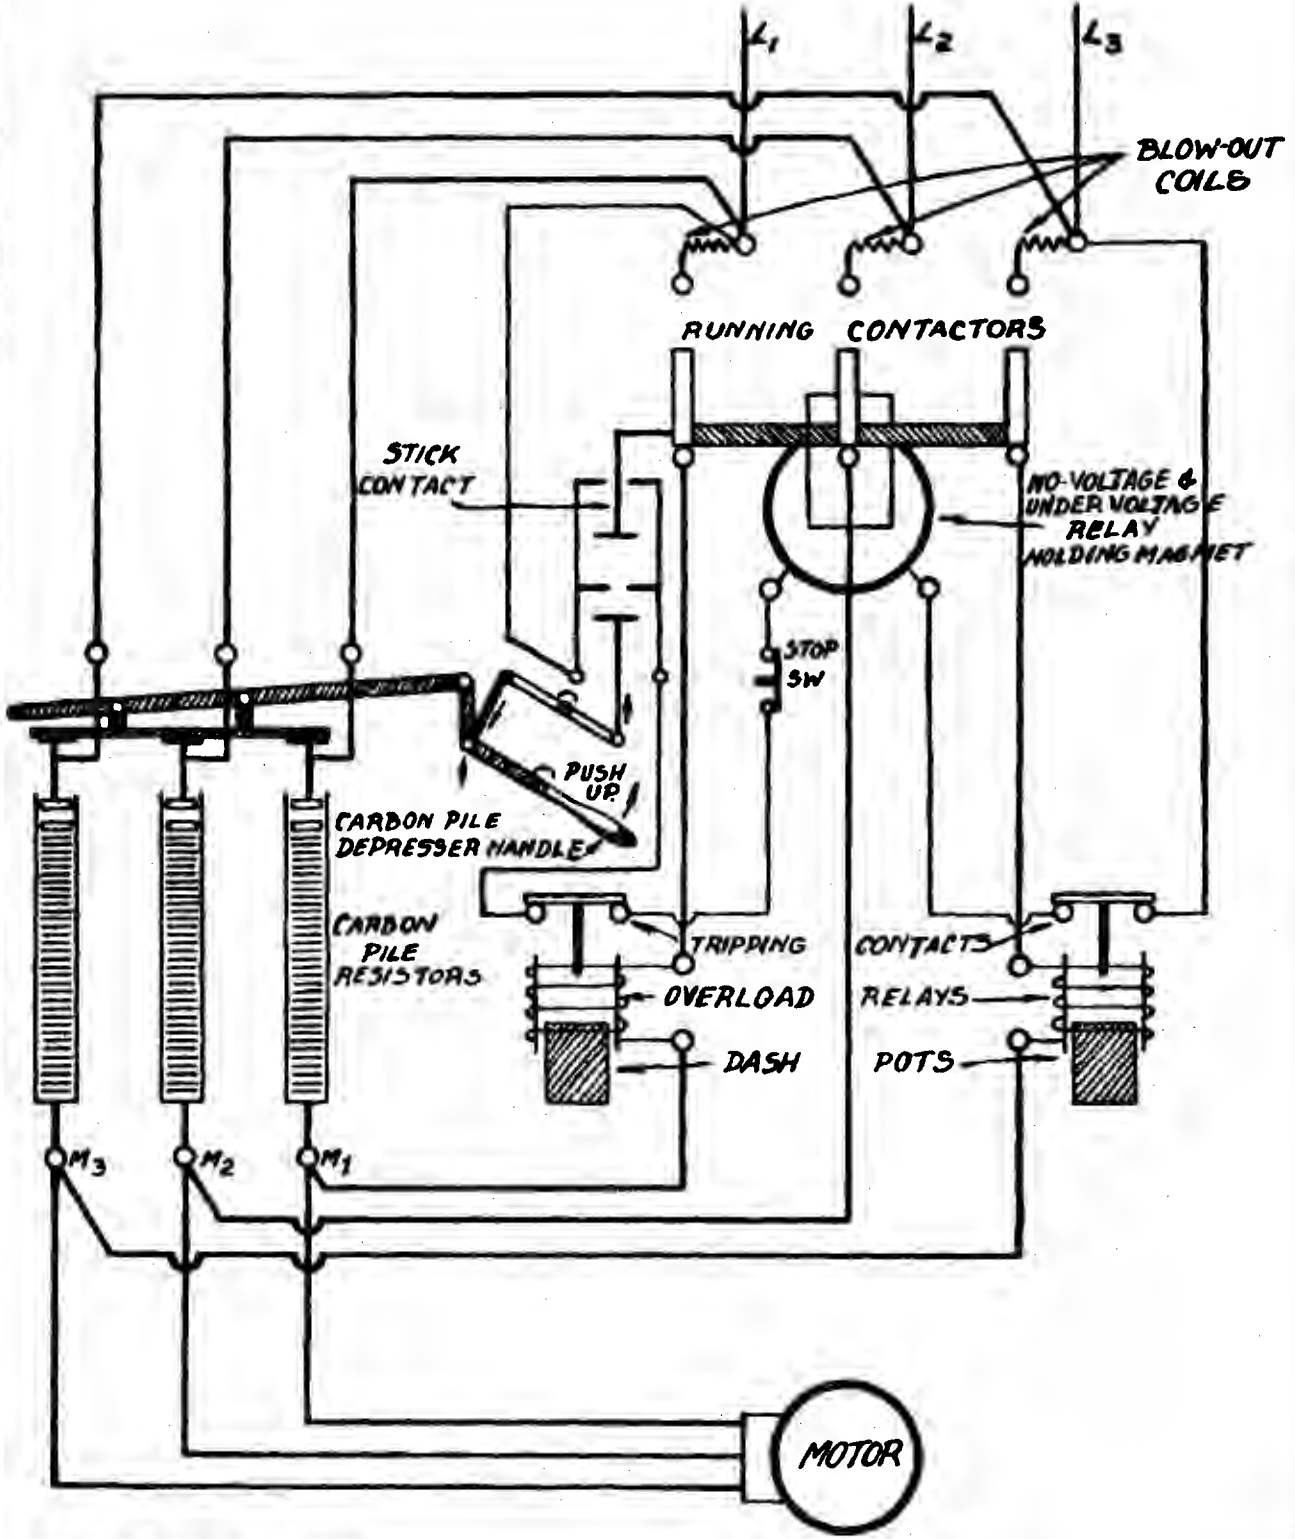 L1
L2
L3
BLOW-OUT
COILS
RUNNING CONTACTORS
STICK
CONTACT
NO-VOLTAGE &
UNDER VOLTAGE
RELAY
HOLDING MAGNET
STOP
SW
PUSH
UP.
CARBON PILE
DEPRESSER HANDLE
CARBON
PILE
RESISTORS
TRIPPING CONTACTS
OVERLOAD RELAYS
DASH POTS
M3
M2
M1
MOTOR